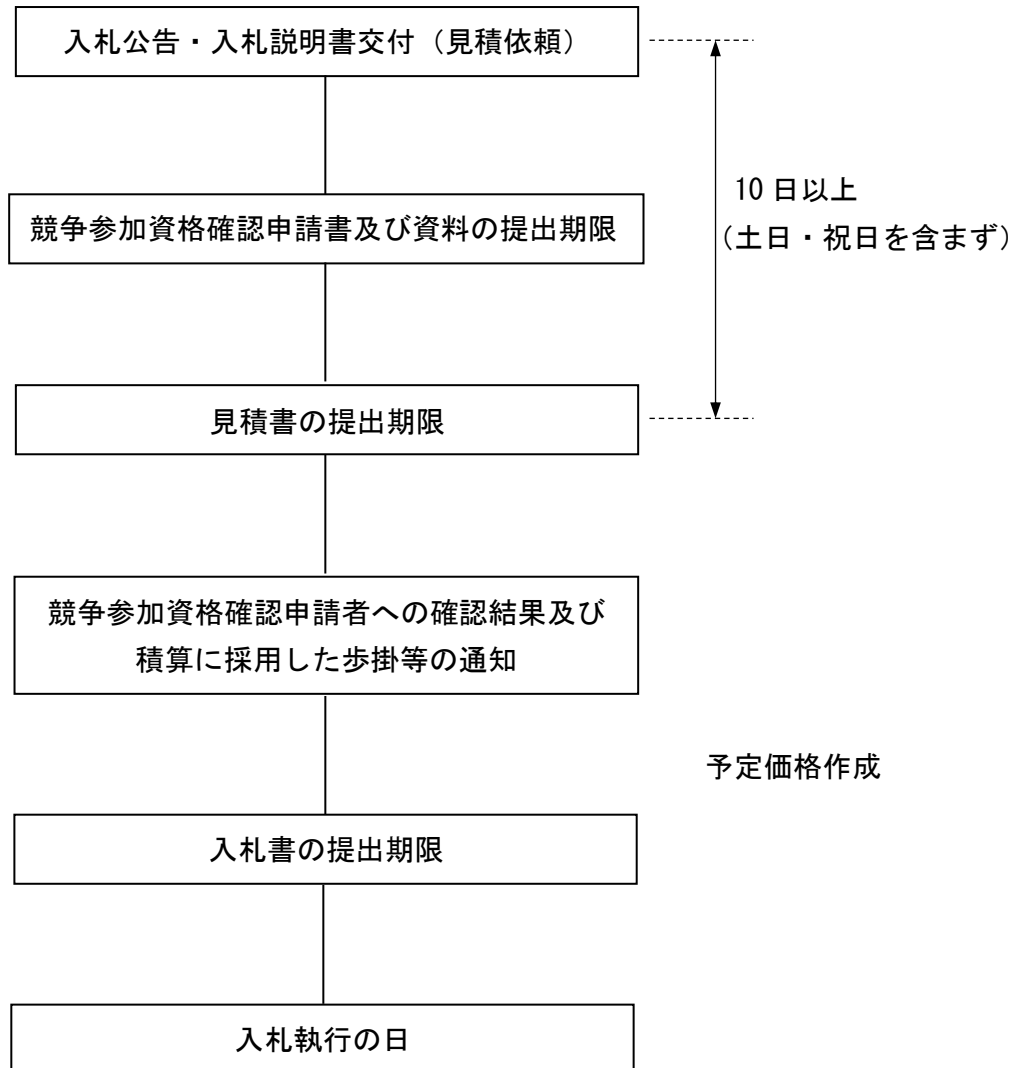 入札公告・入札説明書交付（見積依頼）
10 日以上
（土日・祝日を含まず）
競争参加資格確認申請書及び資料の提出期限
見積書の提出期限
競争参加資格確認申請者への確認結果及び
積算に採用した歩掛等の通知
予定価格作成
入札書の提出期限
入札執行の日